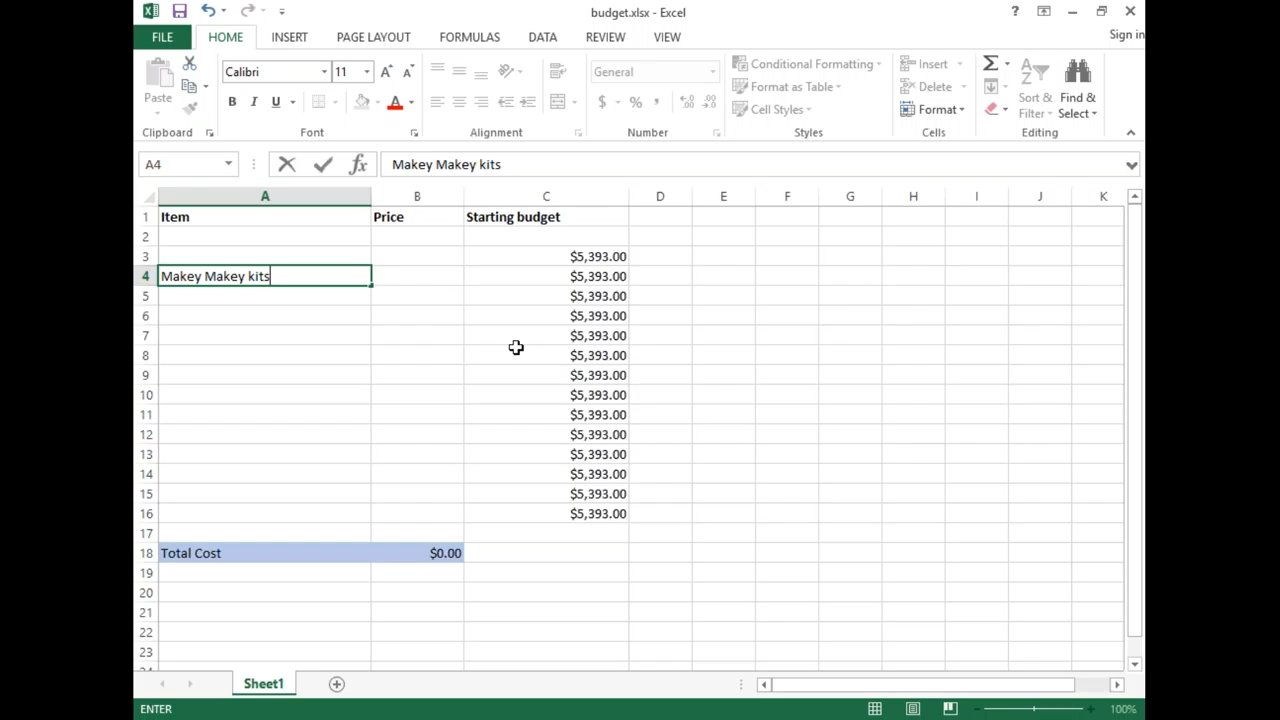 budget.xlsx - Excel
?
Sign in
FILE HOME INSERT PAGE LAYOUT FORMULAS DATA REVIEW VIEW
Paste
Calibri 11 A A
B I U A
General
$ % , .0 .00 .00 .0
Conditional Formatting
Format as Table
Cell Styles
Insert
Delete
Format
Σ
Sort & Filter
Find & Select
Clipboard Font Alignment Number Styles Cells Editing
A4 fx Makey Makey kits
A B C D E F G H I J K
1 Item Price Starting budget
2
3 $5,393.00
4 Makey Makey kits $5,393.00
5 $5,393.00
6 $5,393.00
7 $5,393.00
8 $5,393.00
9 $5,393.00
10 $5,393.00
11 $5,393.00
12 $5,393.00
13 $5,393.00
14 $5,393.00
15 $5,393.00
16 $5,393.00
17
18 Total Cost $0.00
19
20
21
22
23
24
Sheet1
ENTER 100%